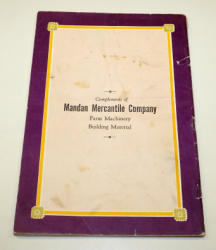 Compliments of
Mandan Mercantile Company
Farm Machinery
Building Material